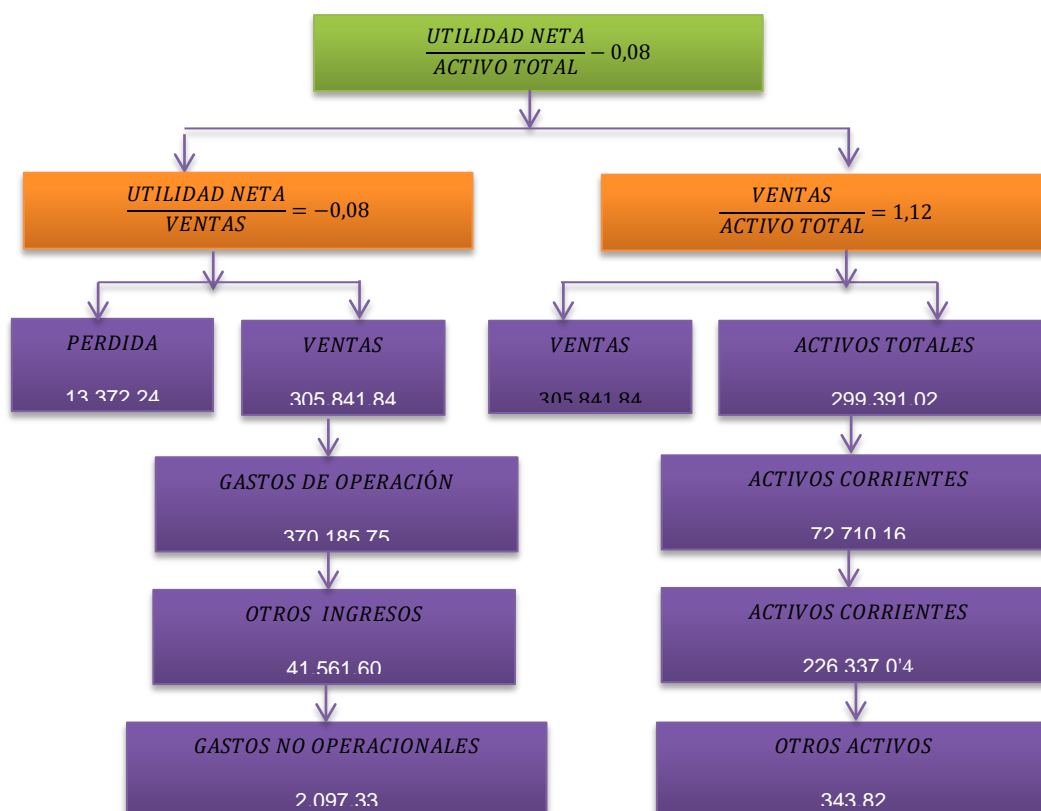 UTILIDAD NETA
ACTIVO TOTAL − 0,08
UTILIDAD NETA
VENTAS = −0,08
VENTAS
ACTIVO TOTAL = 1,12
PERDIDA
13.372.24
VENTAS
305.841.84
VENTAS
305.841.84
ACTIVOS TOTALES
299.391.02
GASTOS DE OPERACIÓN
370.185.75
ACTIVOS CORRIENTES
72.710.16
OTROS INGRESOS
41.561.60
ACTIVOS CORRIENTES
226.337.0'4
GASTOS NO OPERACIONALES
2.097.33
OTROS ACTIVOS
343.82